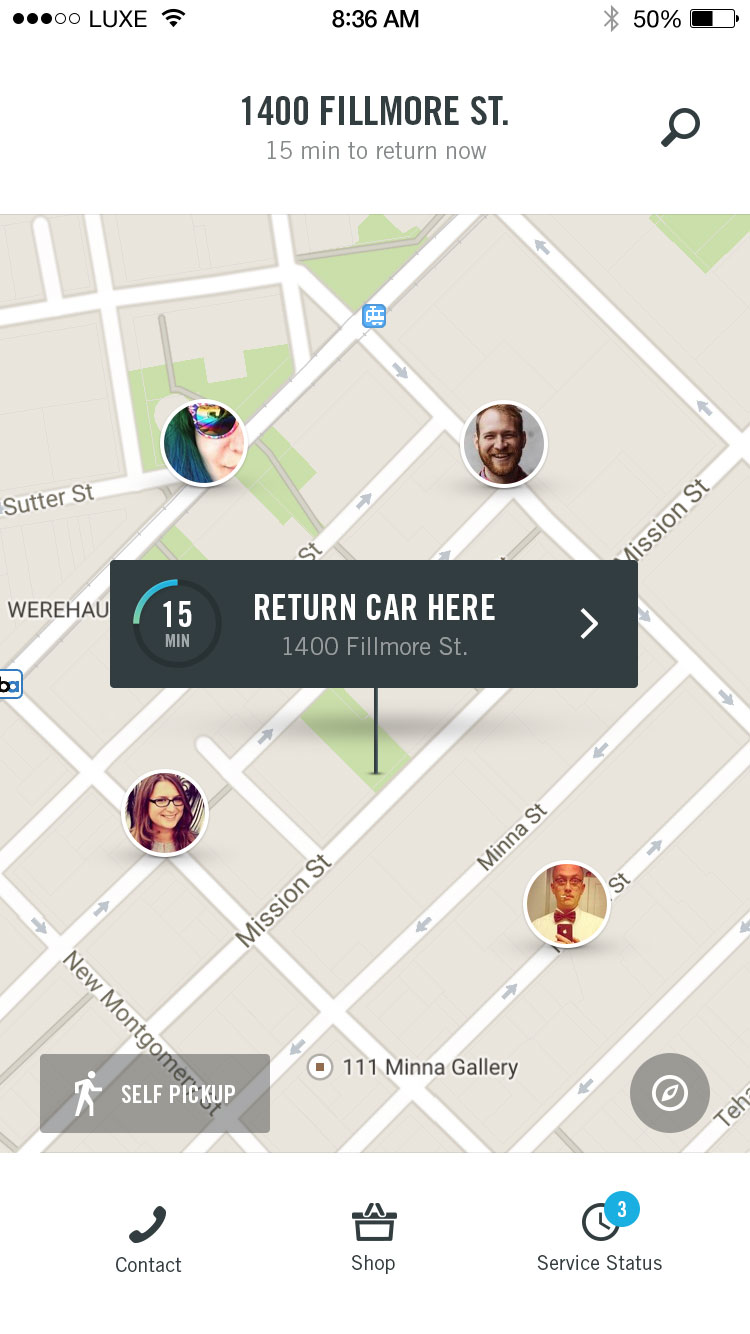 LUXE
8:36 AM
50%
1400 FILLMORE ST.
15 min to return now
Sutter St
Mission St
St
WEREHAU
15
MIN
RETURN CAR HERE
1400 Fillmore St.
ba
Minna St
St
Mission St
New Montgomery St
111 Minna Gallery
SELF PICKUP
Teha
3
Contact
Shop
Service Status